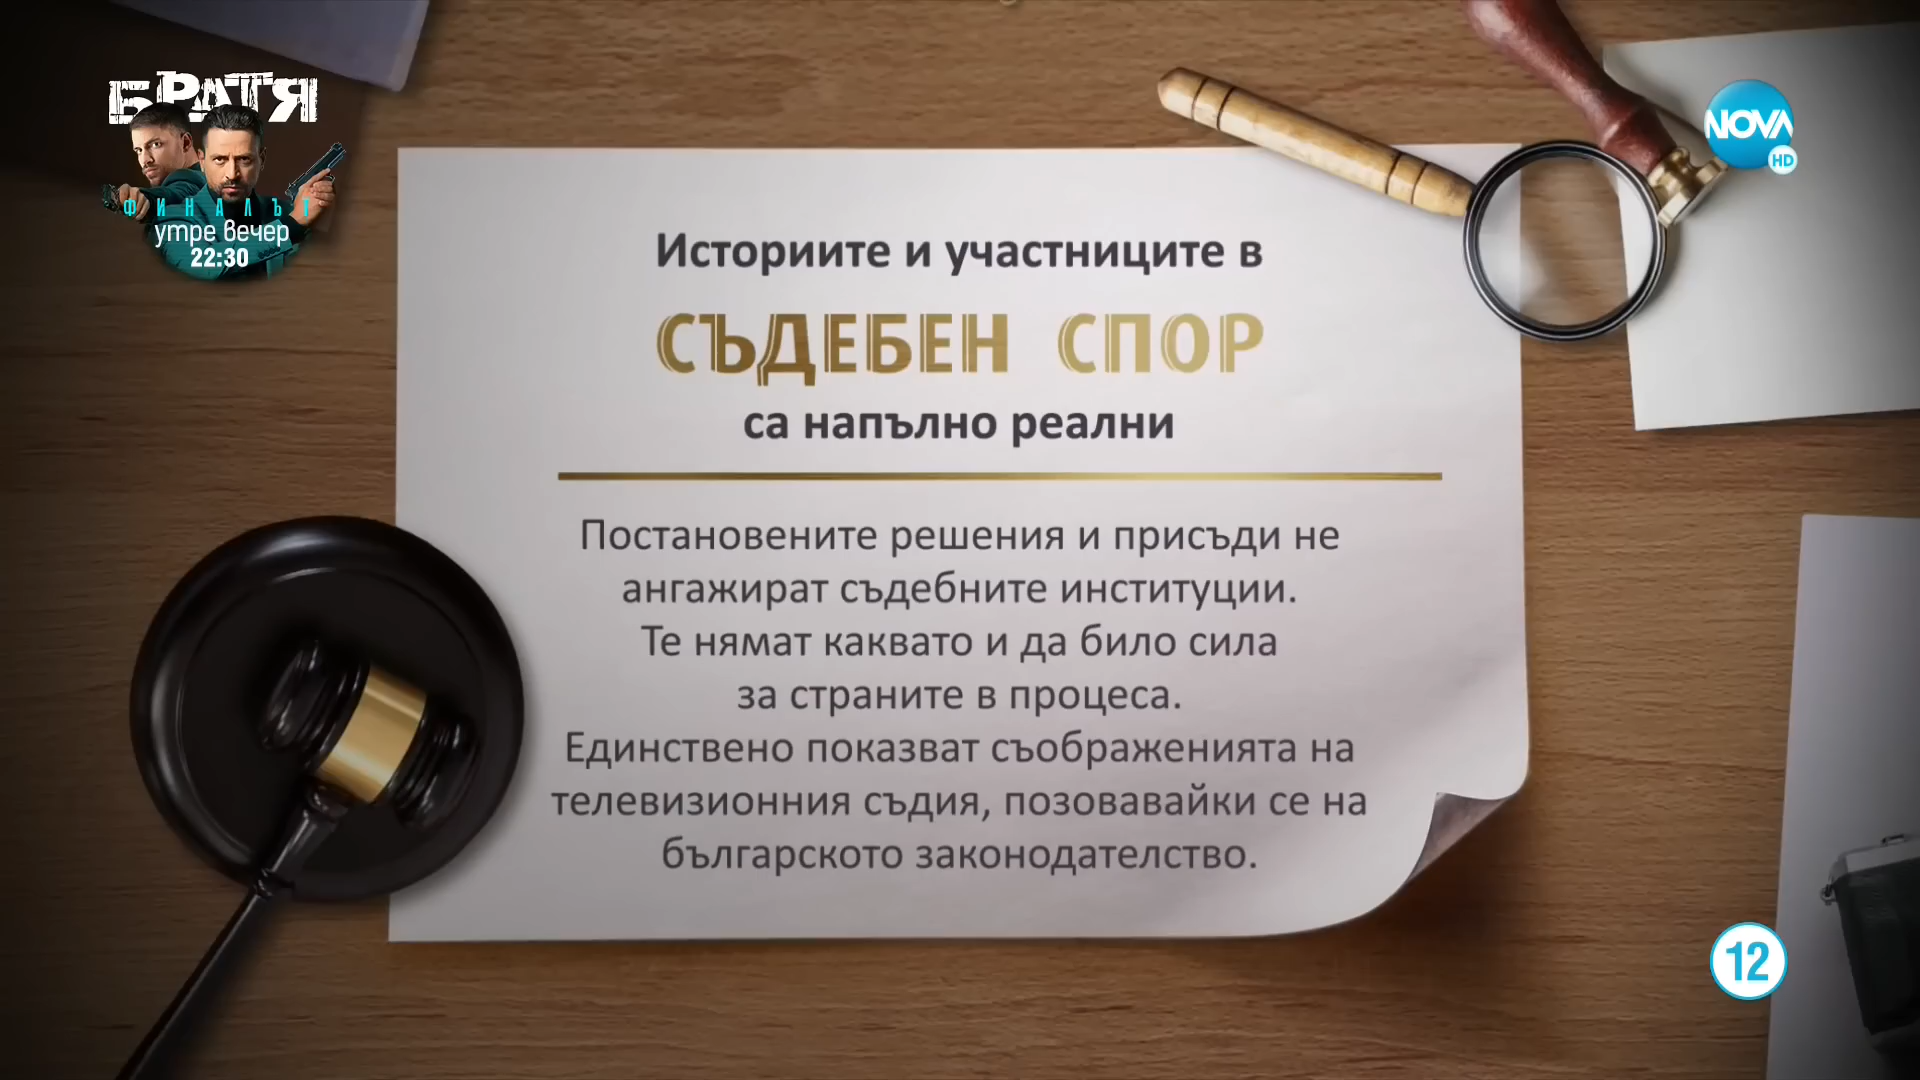 БРАТЯ
ФИНАЛЪТ
утре вечер
22:30
NOVA
HD
Историите и участниците в
СЪДЕБЕН СПОР
са напълно реални
Постановените решения и присъди не
ангажират съдебните институции.
Те нямат каквато и да било сила
за страните в процеса.
Единствено показват съображенията на
телевизионния съдия, позовавайки се на
българското законодателство.
12